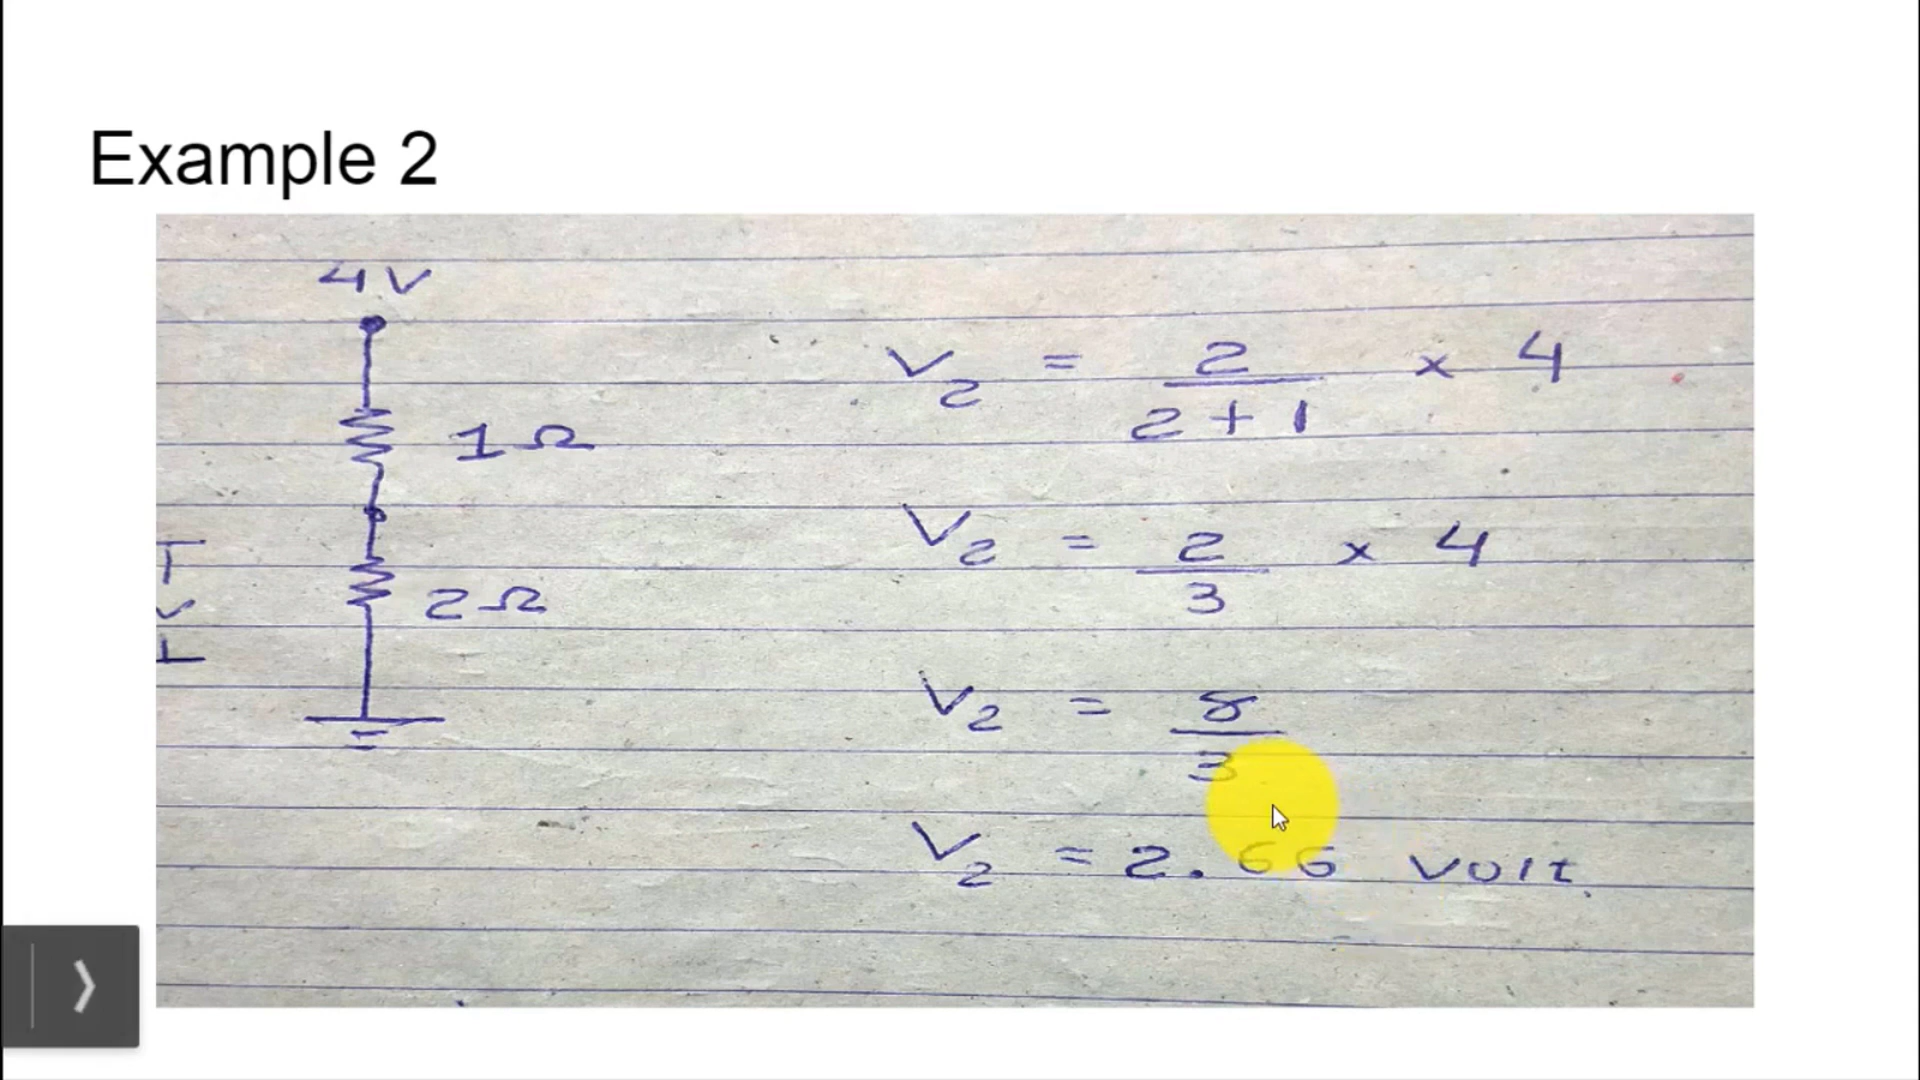 Example 2
4V
1Ω
2Ω
V₂ = 2/(2+1) × 4
V₂ = 2/3 × 4
V₂ = 8/3
V₂ = 2.66 volt.